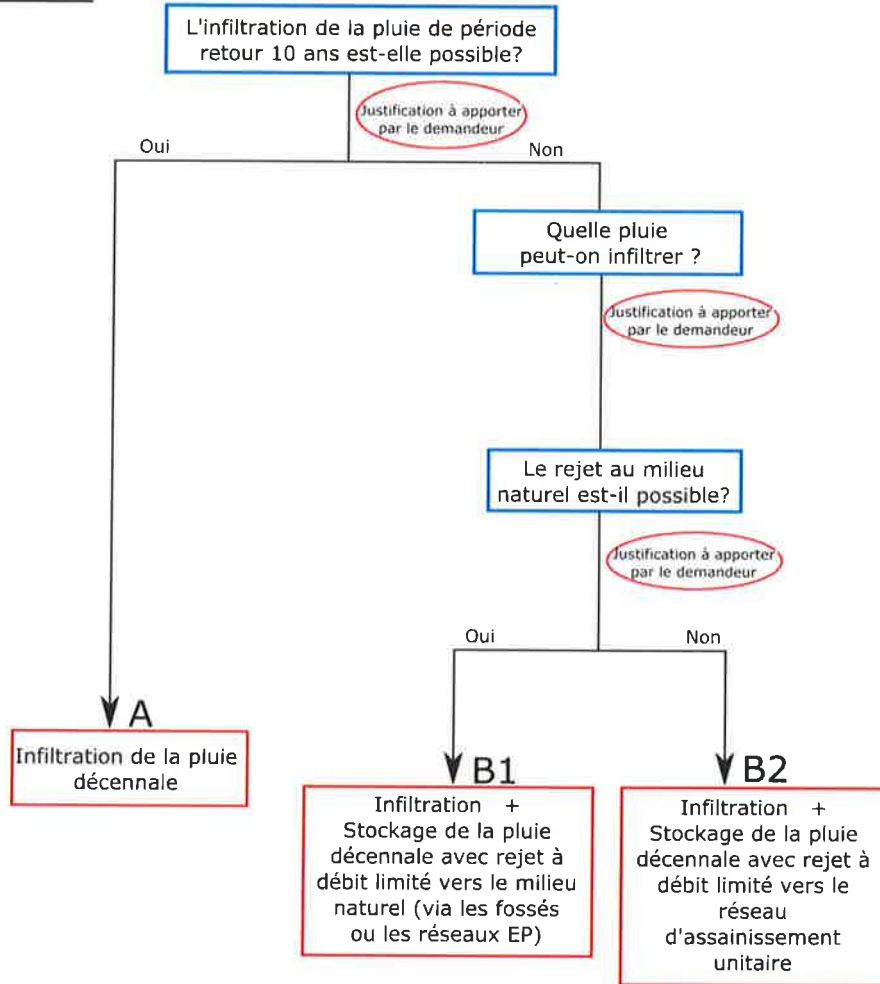 L'infiltration de la pluie de période
retour 10 ans est-elle possible?
Justification à apporter
par le demandeur
Oui
Non
Quelle pluie
peut-on infiltrer ?
Justification à apporter
par le demandeur
Le rejet au milieu
naturel est-il possible?
Justification à apporter
par le demandeur
Oui
Non
A
Infiltration de la pluie
décennale
B1
Infiltration +
Stockage de la pluie
décennale avec rejet à
débit limité vers le milieu
naturel (via les fossés
ou les réseaux EP)
B2
Infiltration +
Stockage de la pluie
décennale avec rejet à
débit limité vers le
réseau
d'assainissement
unitaire